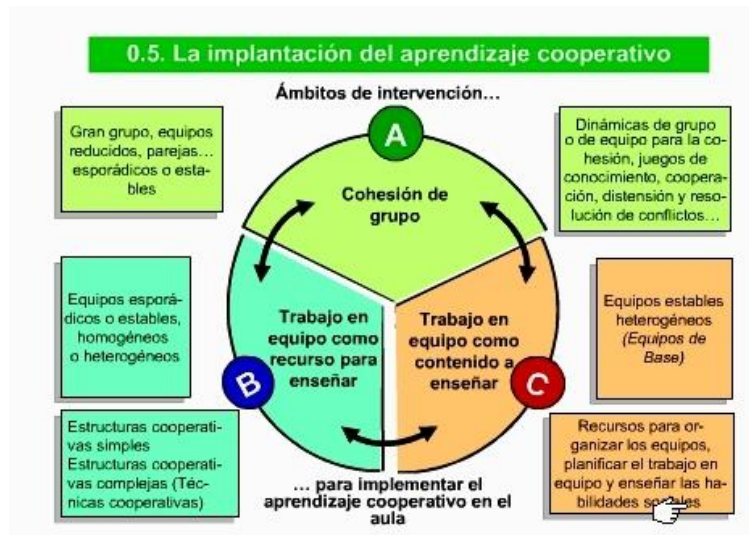 0.5. La implantación del aprendizaje cooperativo
Ámbitos de intervención…
A
Gran grupo, equipos
reducidos, parejas…
esporádicos o esta-
bles
Dinámicas de grupo
o de equipo para la co-
hesión, juegos de
conocimiento, coopera-
ción, distensión y reso-
lución de conflictos…
Cohesión de
grupo
Equipos esporá-
dicos o estables,
homogéneos
o heterogéneos
Trabajo en
equipo como
recurso para
enseñar
B
Trabajo en
equipo como
contenido a
enseñar
C
Equipos estables
heterogéneos
(Equipos de
Base)
Estructuras cooperati-
vas simples
Estructuras cooperati-
vas complejas (Téc-
nicas cooperativas)
Recursos para or-
ganizar los equipos,
planificar el trabajo en
equipo y enseñar las ha-
bilidades sociales
… para implementar el
aprendizaje cooperativo en el
aula